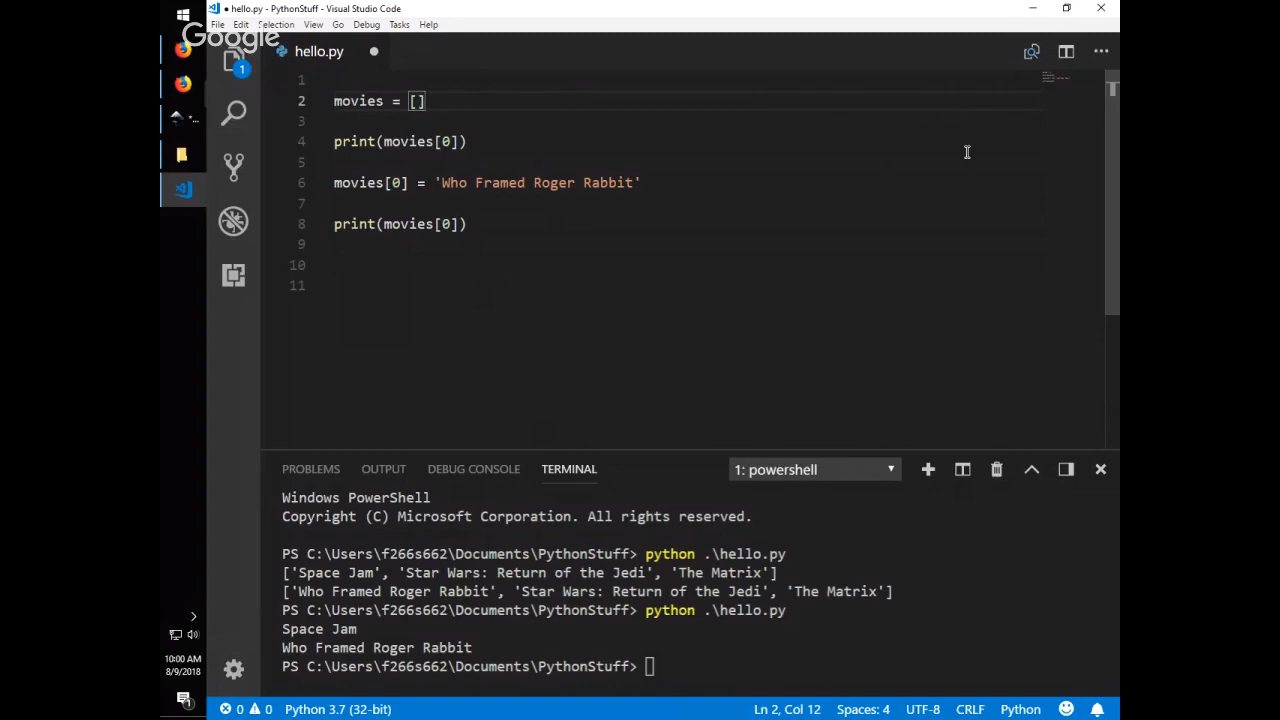 ● hello.py - PythonStuff - Visual Studio Code
File Edit Selection View Go Debug Tasks Help
Google
hello.py ●
1
1
2 movies = []
3
4 print(movies[0])
5
6 movies[0] = 'Who Framed Roger Rabbit'
7
8 print(movies[0])
9
10
11
PROBLEMS OUTPUT DEBUG CONSOLE TERMINAL 1: powershell
Windows PowerShell
Copyright (C) Microsoft Corporation. All rights reserved.
PS C:\Users\f266s662\Documents\PythonStuff> python .\hello.py
['Space Jam', 'Star Wars: Return of the Jedi', 'The Matrix']
['Who Framed Roger Rabbit', 'Star Wars: Return of the Jedi', 'The Matrix']
PS C:\Users\f266s662\Documents\PythonStuff> python .\hello.py
Space Jam
Who Framed Roger Rabbit
PS C:\Users\f266s662\Documents\PythonStuff>
10:00 AM
8/9/2018
1
0 0 Python 3.7 (32-bit) Ln 2, Col 12 Spaces: 4 UTF-8 CRLF Python